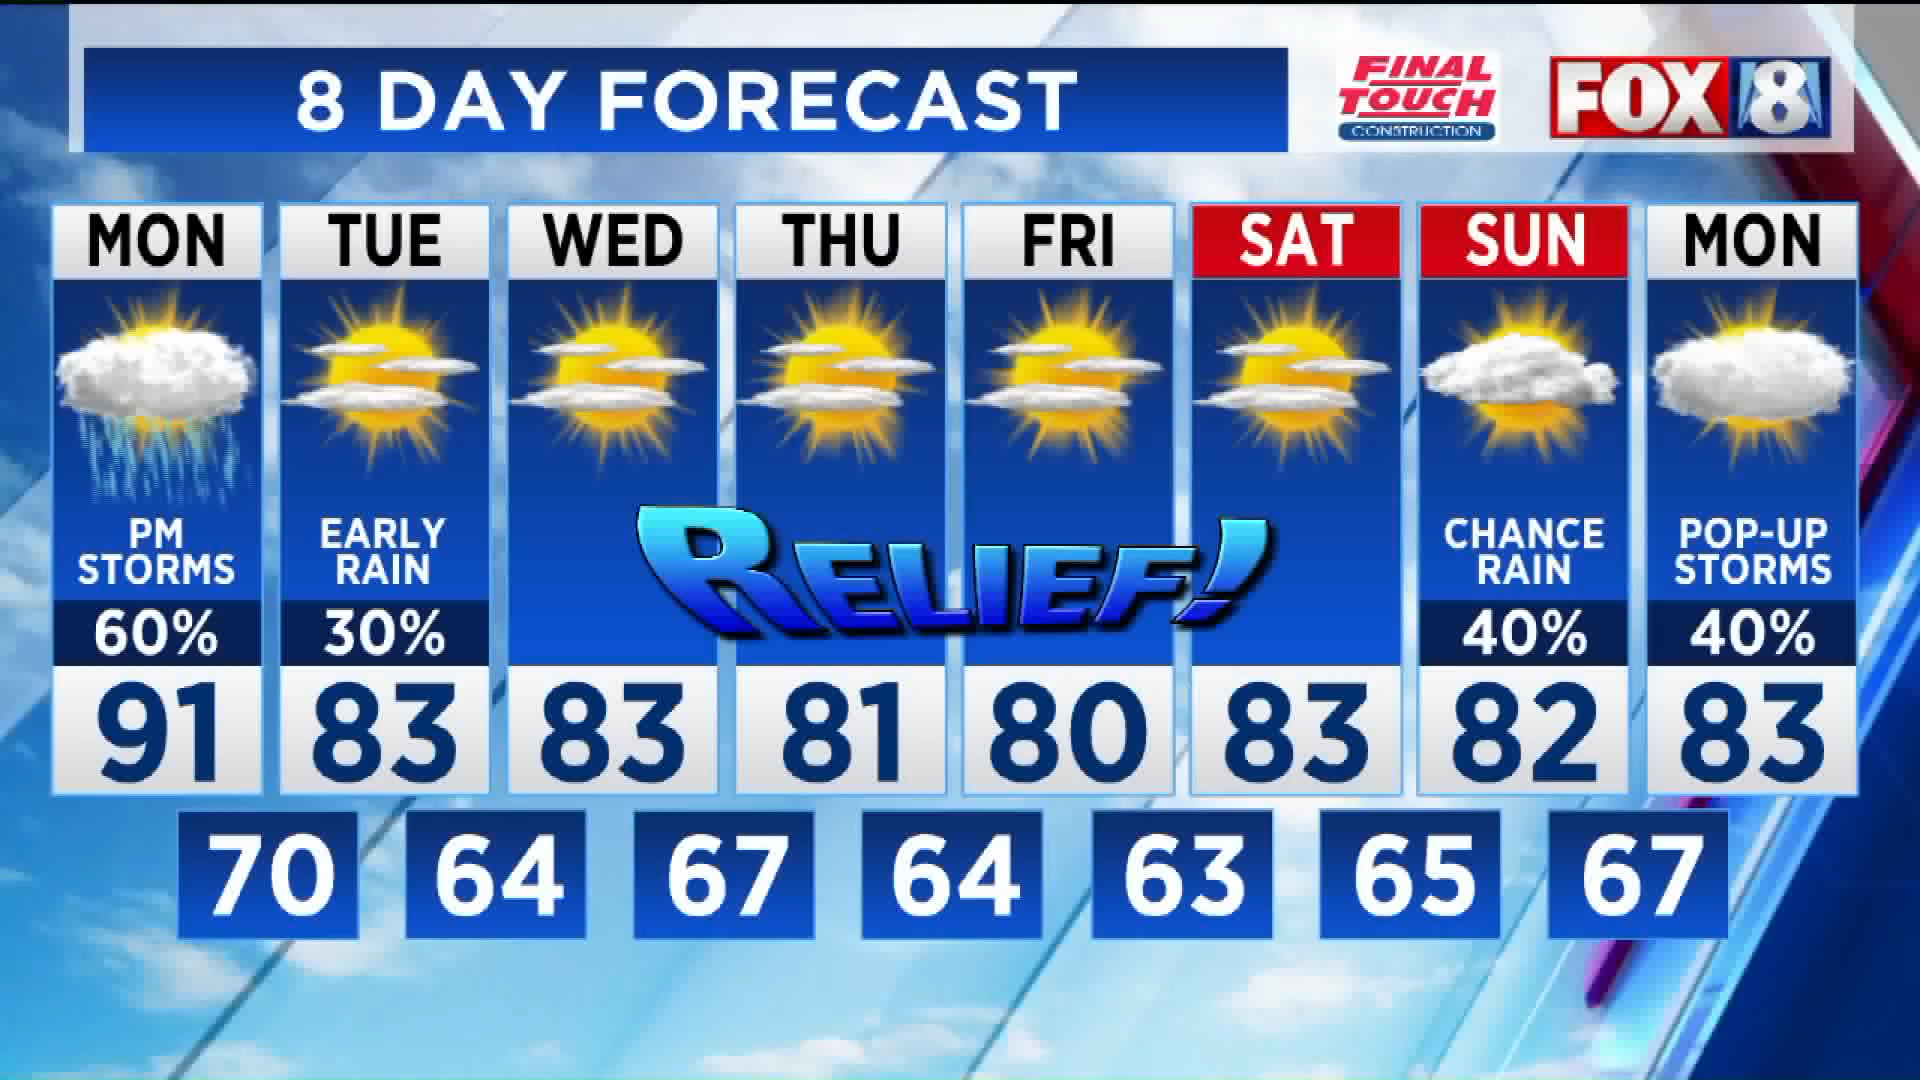 8 DAY FORECAST
FINAL
TOUCH
CONSTRUCTION
FOX 8
MON TUE WED THU FRI SAT SUN MON
PM
STORMS
EARLY
RAIN
RELIEF!
CHANCE
RAIN
POP-UP
STORMS
60% 30% 40% 40%
91 83 83 81 80 83 82 83
70 64 67 64 63 65 67